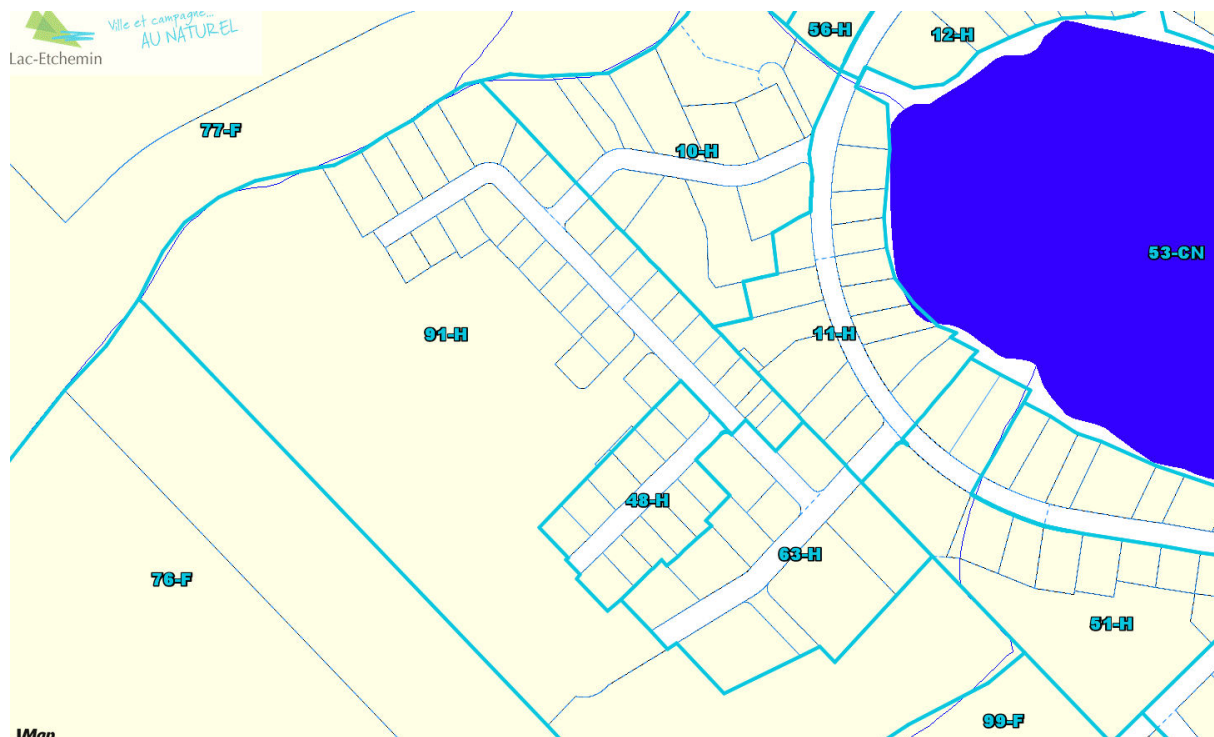 Ville et campagne...
AU NATUREL
Lac-Etchemin
56-H
12-H
77-F
10-H
53-CN
91-H
11-H
48-H
63-H
76-F
51-H
99-F